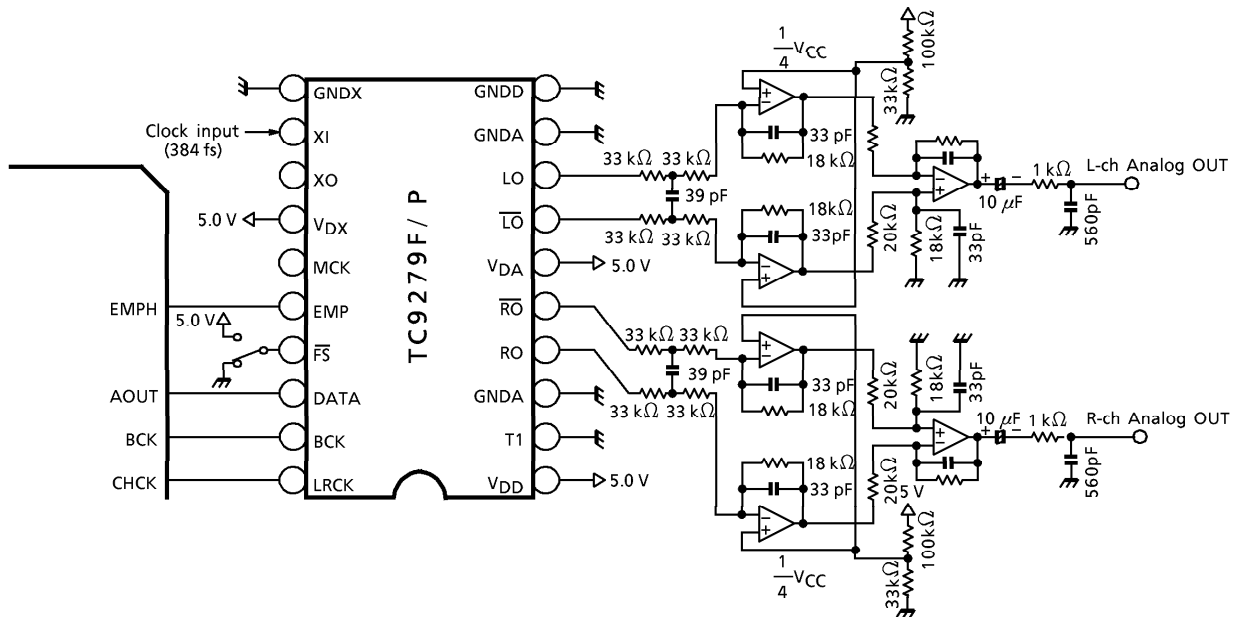 100kΩ
33kΩ
1/4 VCC
GNDX
GNDD
Clock input
(384 fs)
XI
GNDA
33 pF
18 kΩ
33 kΩ 33 kΩ
XO
LO
39 pF
1 kΩ
L-ch Analog OUT
+ −
10 μF
560pF
5.0 V
VDX
L̅O̅
33 kΩ 33 kΩ
18kΩ
33pF
20kΩ
18kΩ
33pF
TC9279F/P
MCK
VDA
5.0 V
EMPH
EMP
R̅O̅
5.0 V
33 kΩ 33 kΩ
F̅S̅
RO
39 pF
33 pF
18 kΩ
20kΩ
18kΩ
33pF
AOUT
DATA
GNDA
33 kΩ 33 kΩ
10 μF
+ −
1 kΩ
R-ch Analog OUT
BCK
BCK
T1
18 kΩ
33 pF
20kΩ
560pF
CHCK
LRCK
VDD
5.0 V
5 V
100kΩ
33kΩ
1/4 VCC